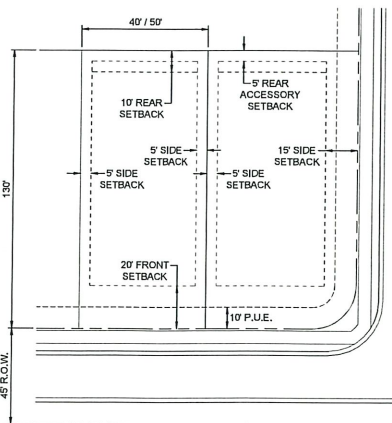 40' / 50'
10' REAR
SETBACK
5' REAR
ACCESSORY
SETBACK
5' SIDE
SETBACK
15' SIDE
SETBACK
5' SIDE
SETBACK
5' SIDE
SETBACK
130'
20' FRONT
SETBACK
10' P.U.E.
45' R.O.W.